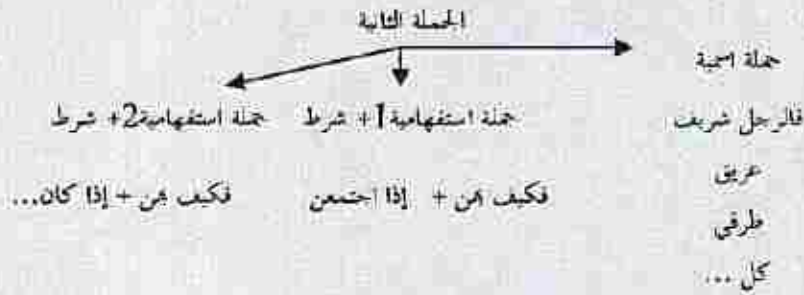 الجملة الثانية
جملة اسمية
جملة استفهامية1+ شرط
جملة استفهامية2+ شرط
فالرجل شريف
عريق
فكيف بهن + إذا اجتمعن
فكيف بمن + إذا كان...
طرفي
كل ...